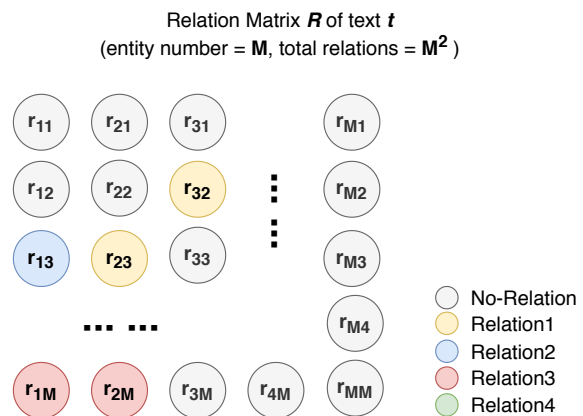 Relation Matrix R of text t
(entity number = M, total relations = M² )
r11 r21 r31 rM1
r12 r22 r32 rM2
r13 r23 r33 rM3
rM4
r1M r2M r3M r4M rMM
No-Relation
Relation1
Relation2
Relation3
Relation4